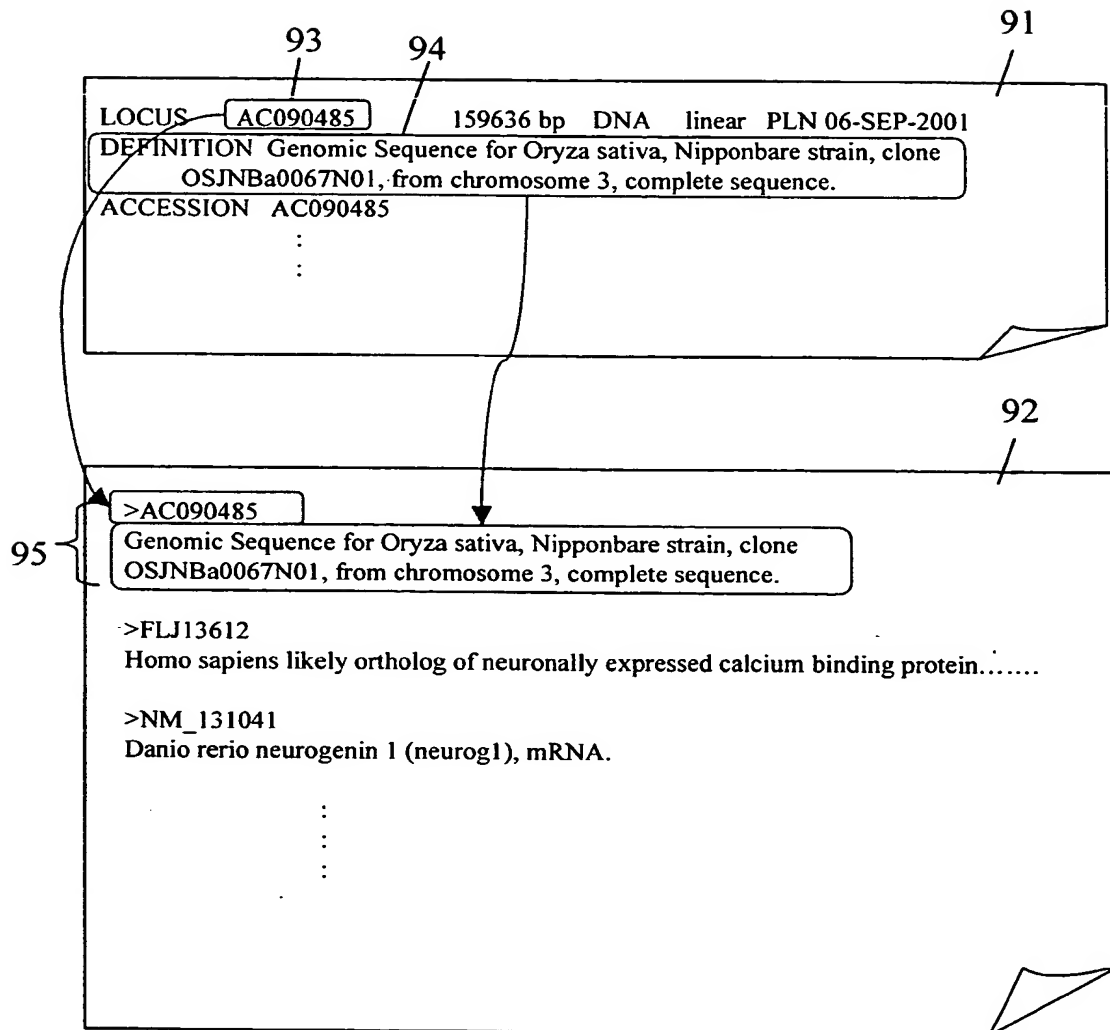 93
94
91
LOCUS AC090485 159636 bp DNA linear PLN 06-SEP-2001
DEFINITION Genomic Sequence for Oryza sativa, Nipponbare strain, clone
OSJNBa0067N01, from chromosome 3, complete sequence.
ACCESSION AC090485
:
:
92
95
>AC090485
Genomic Sequence for Oryza sativa, Nipponbare strain, clone
OSJNBa0067N01, from chromosome 3, complete sequence.
>FLJ13612
Homo sapiens likely ortholog of neuronally expressed calcium binding protein.......
>NM_131041
Danio rerio neurogenin 1 (neurog1), mRNA.
:
:
: